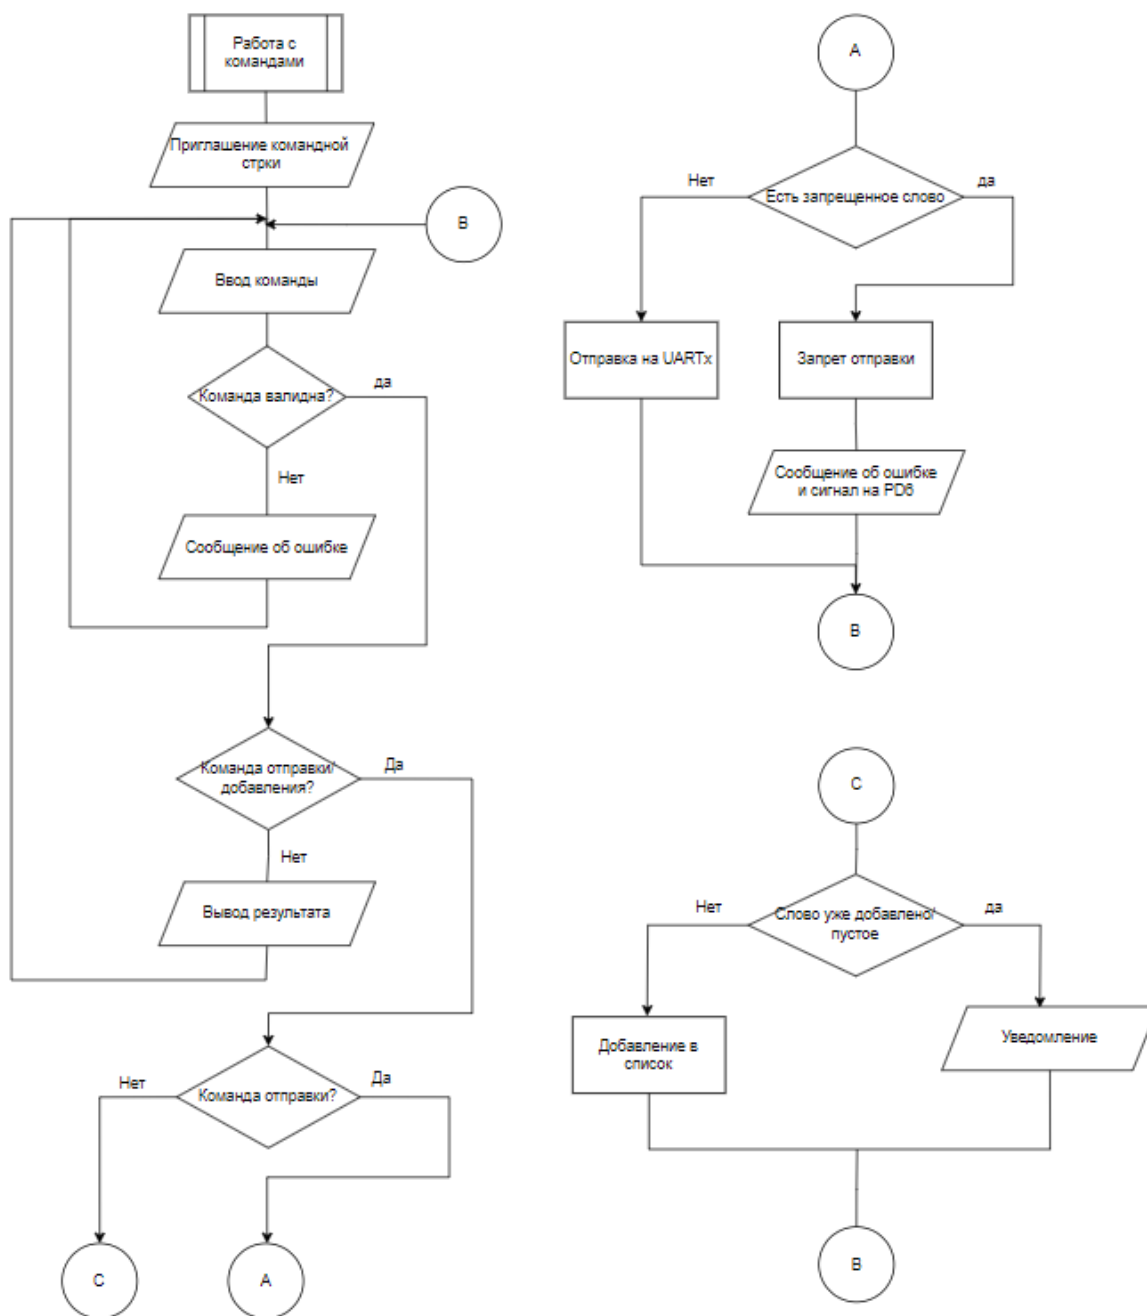 Работа с
командами
Приглашение командной
стрки
B
Ввод команды
Команда валидна?
да
Нет
Сообщение об ошибке
Команда отправки/
добавления?
Да
Нет
Вывод результата
Команда отправки?
Нет
Да
C
A
A
Есть запрещенное слово
Нет
да
Отправка на UARTx
Запрет отправки
Сообщение об ошибке
и сигнал на PD6
B
C
Слово уже добавлено/
пустое
Нет
да
Добавление в
список
Уведомление
B